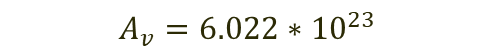 A_v = 6.022 * 10^23